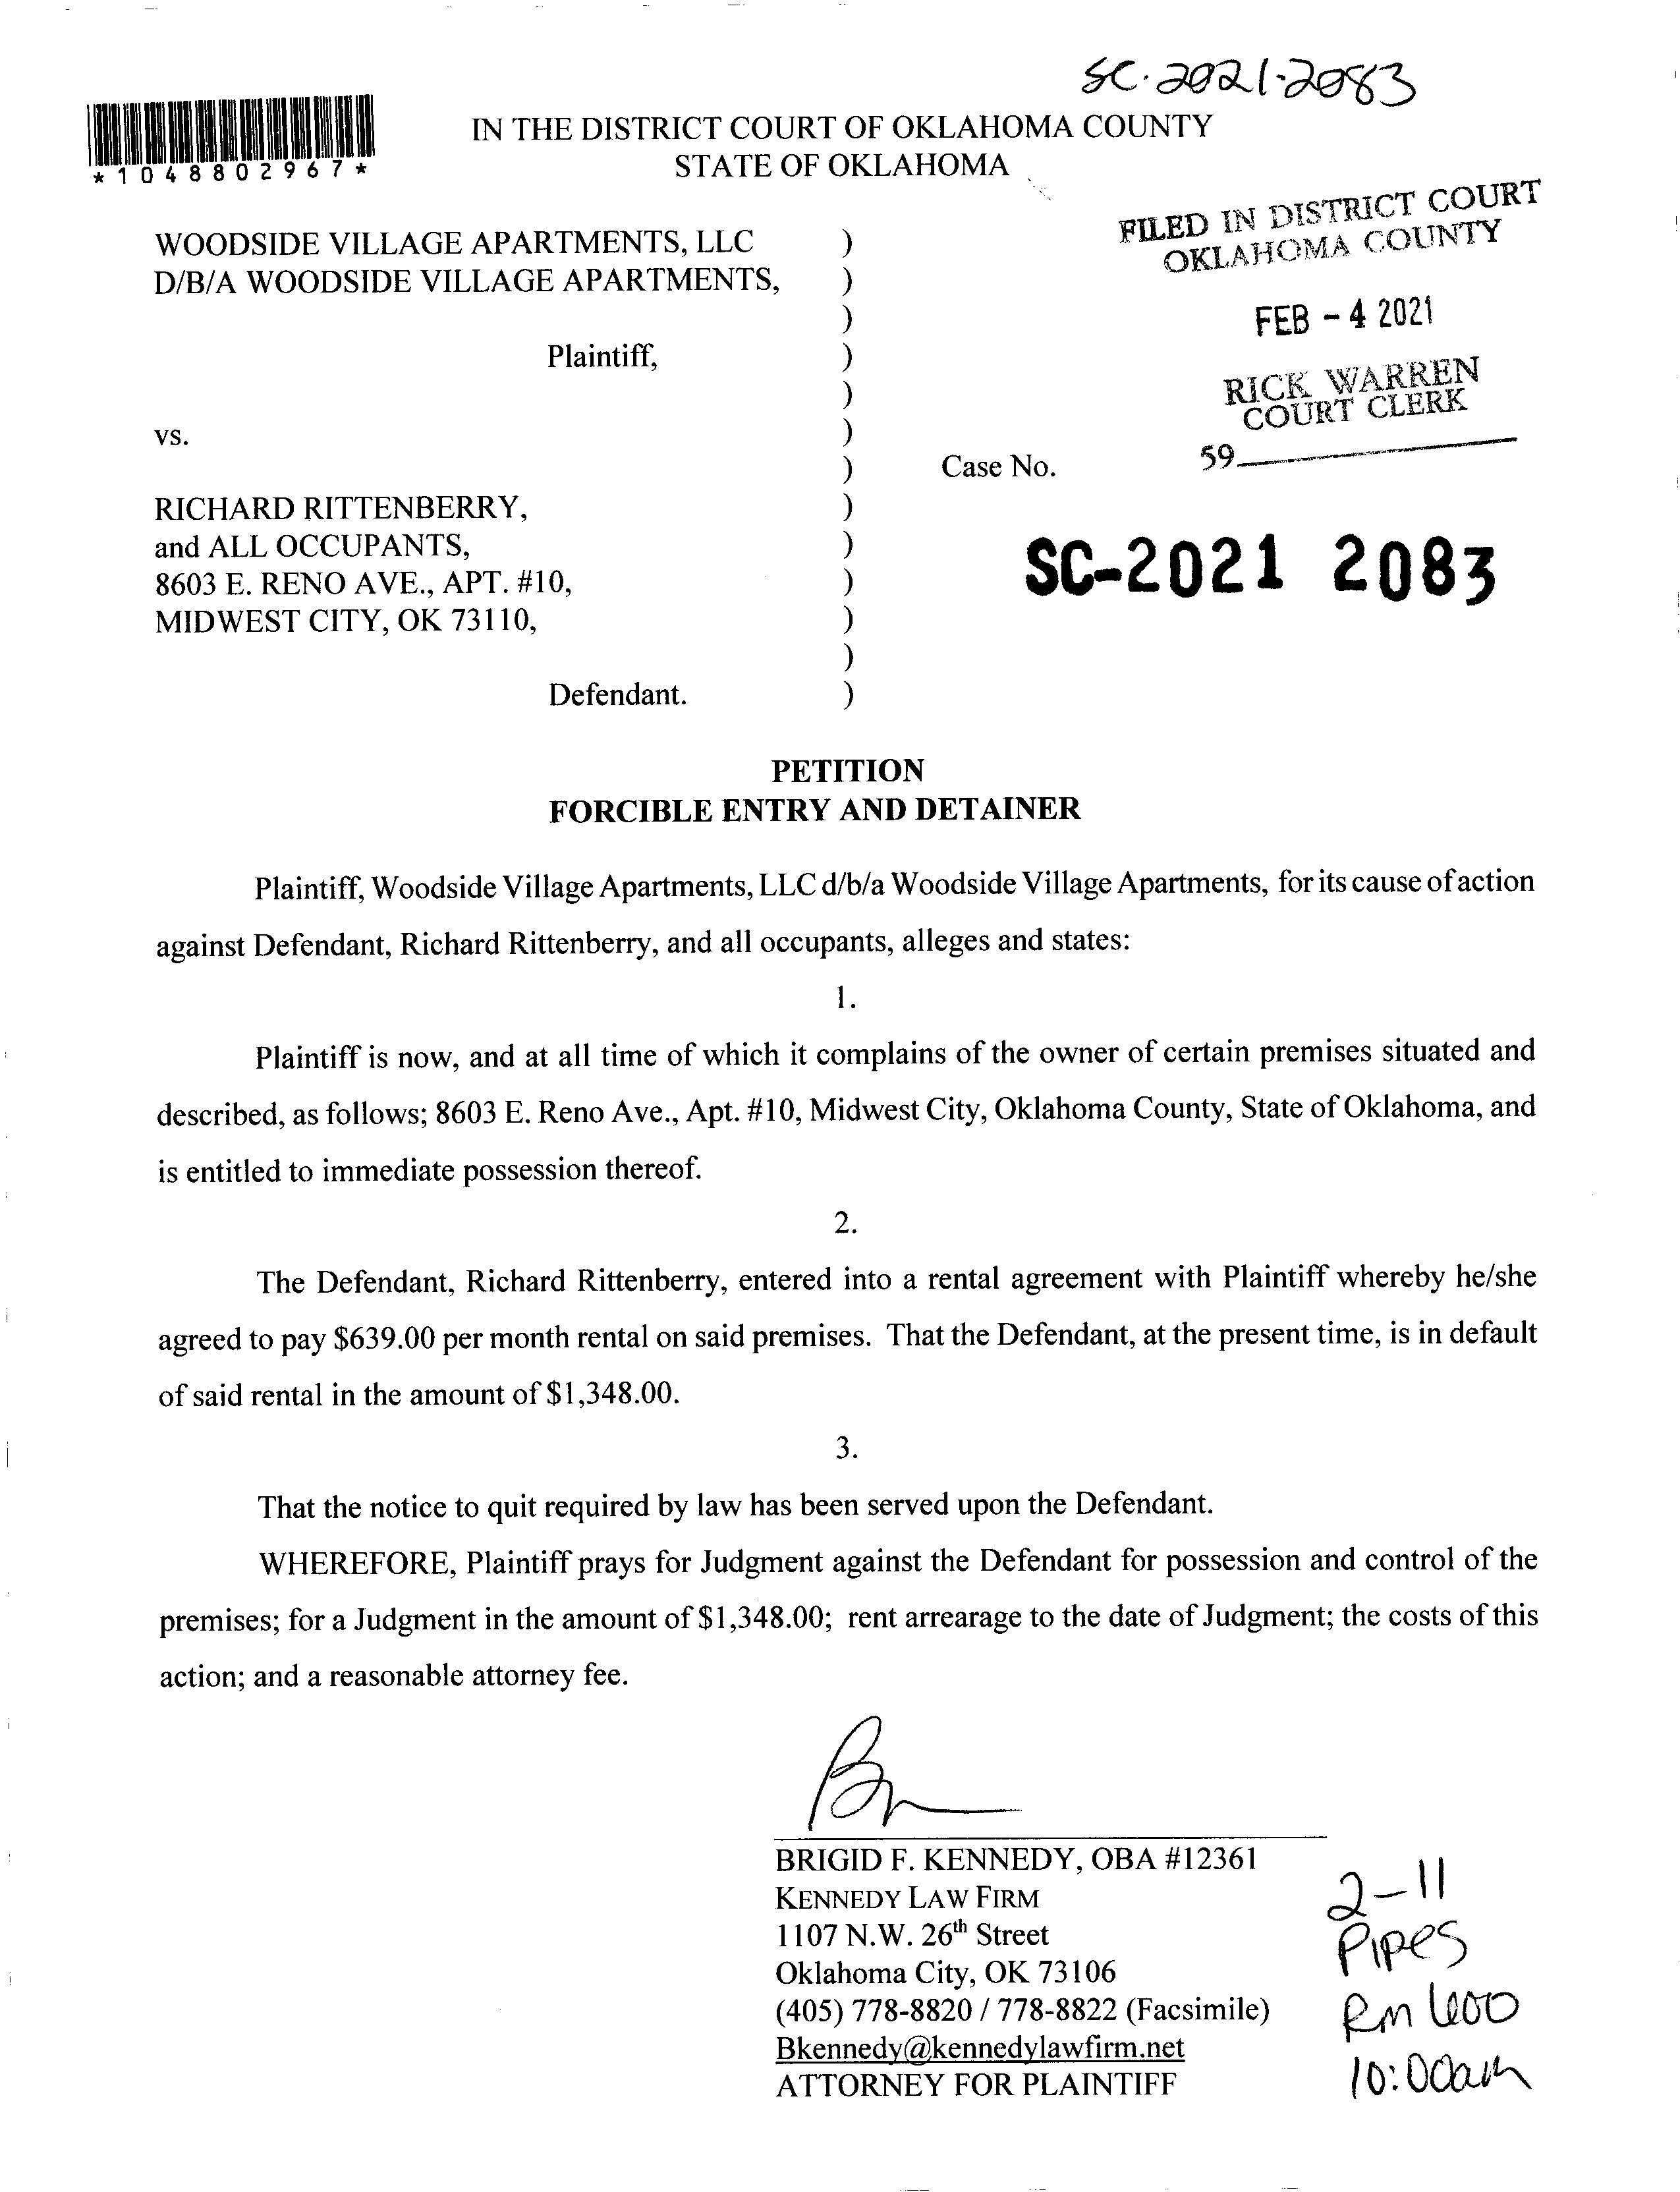 SC-2021-2083
*1048802967*
IN THE DISTRICT COURT OF OKLAHOMA COUNTY
STATE OF OKLAHOMA
FILED IN DISTRICT COURT
OKLAHOMA COUNTY
FEB - 4 2021
RICK WARREN
COURT CLERK
59
WOODSIDE VILLAGE APARTMENTS, LLC )
D/B/A WOODSIDE VILLAGE APARTMENTS, )
)
Plaintiff, )
)
vs. )
) Case No.
RICHARD RITTENBERRY, )
and ALL OCCUPANTS, )
8603 E. RENO AVE., APT. #10, )
MIDWEST CITY, OK 73110, )
)
Defendant. )
SC-2021 2083
PETITION
FORCIBLE ENTRY AND DETAINER
Plaintiff, Woodside Village Apartments, LLC d/b/a Woodside Village Apartments, for its cause of action
against Defendant, Richard Rittenberry, and all occupants, alleges and states:
1.
Plaintiff is now, and at all time of which it complains of the owner of certain premises situated and
described, as follows; 8603 E. Reno Ave., Apt. #10, Midwest City, Oklahoma County, State of Oklahoma, and
is entitled to immediate possession thereof.
2.
The Defendant, Richard Rittenberry, entered into a rental agreement with Plaintiff whereby he/she
agreed to pay $639.00 per month rental on said premises. That the Defendant, at the present time, is in default
of said rental in the amount of $1,348.00.
3.
That the notice to quit required by law has been served upon the Defendant.
WHEREFORE, Plaintiff prays for Judgment against the Defendant for possession and control of the
premises; for a Judgment in the amount of $1,348.00; rent arrearage to the date of Judgment; the costs of this
action; and a reasonable attorney fee.
BRIGID F. KENNEDY, OBA #12361
KENNEDY LAW FIRM
1107 N.W. 26th Street
Oklahoma City, OK 73106
(405) 778-8820 / 778-8822 (Facsimile)
Bkennedy@kennedylawfirm.net
ATTORNEY FOR PLAINTIFF
2-11
Pipes
Rm 600
10:00am